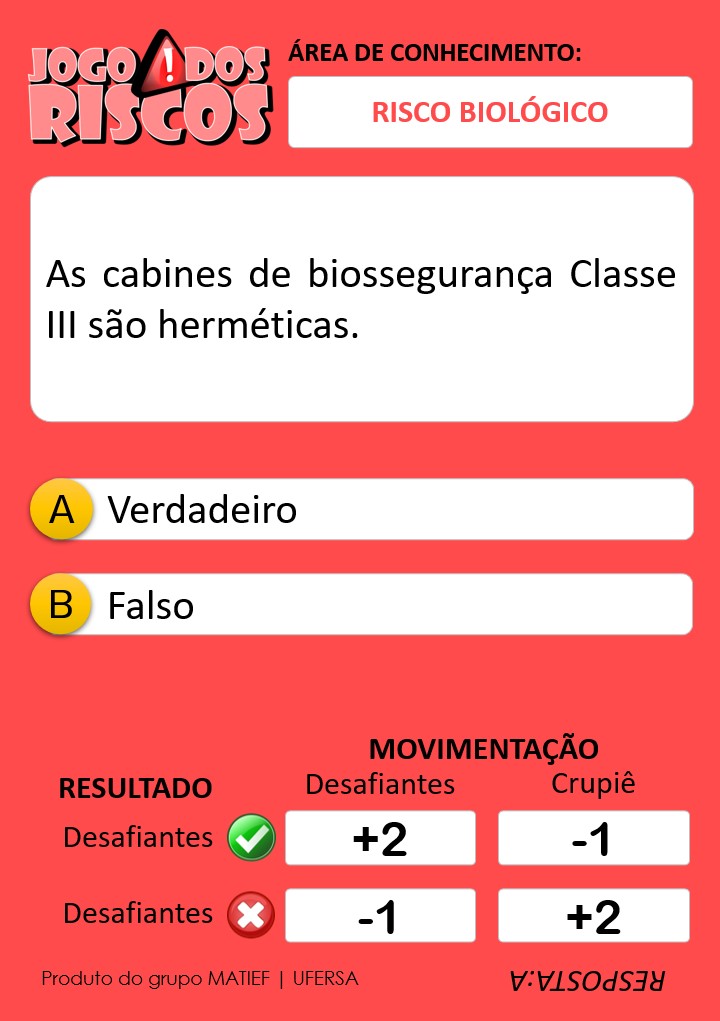 JOGO DOS
RISCOS
ÁREA DE CONHECIMENTO:
RISCO BIOLÓGICO
As cabines de biossegurança Classe
III são herméticas.
A Verdadeiro
B Falso
MOVIMENTAÇÃO
RESULTADO Desafiantes Crupiê
Desafiantes +2 -1
Desafiantes -1 +2
Produto do grupo MATIEF | UFERSA
RESPOSTA:A